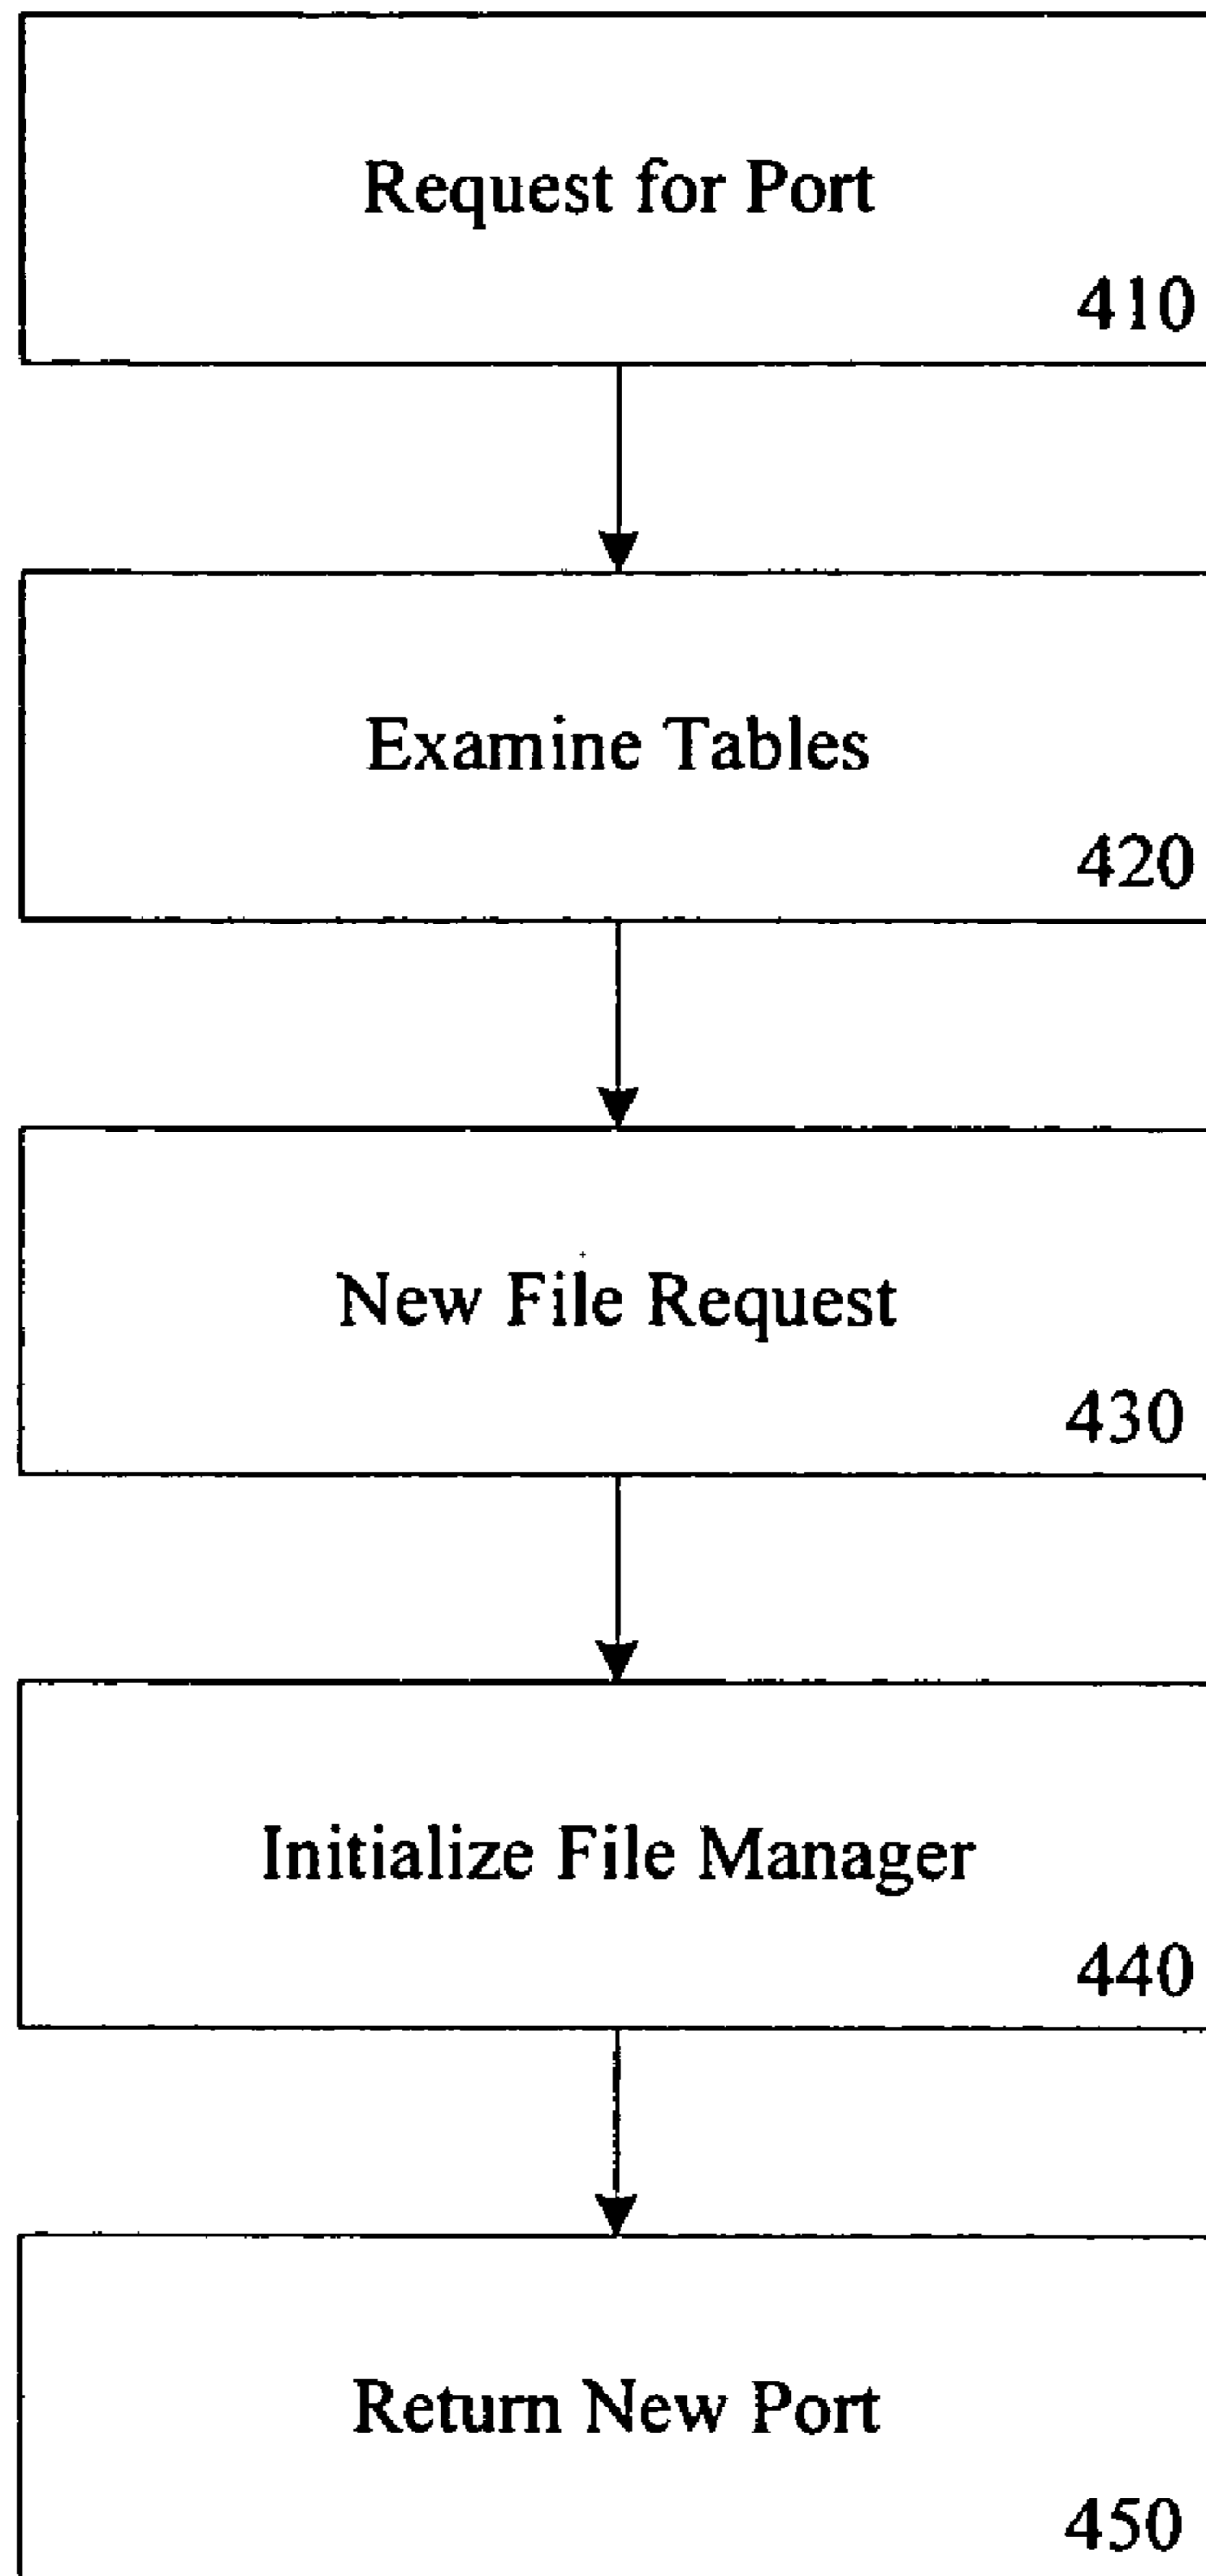 Request for Port
410
Examine Tables
420
New File Request
430
Initialize File Manager
440
Return New Port
450